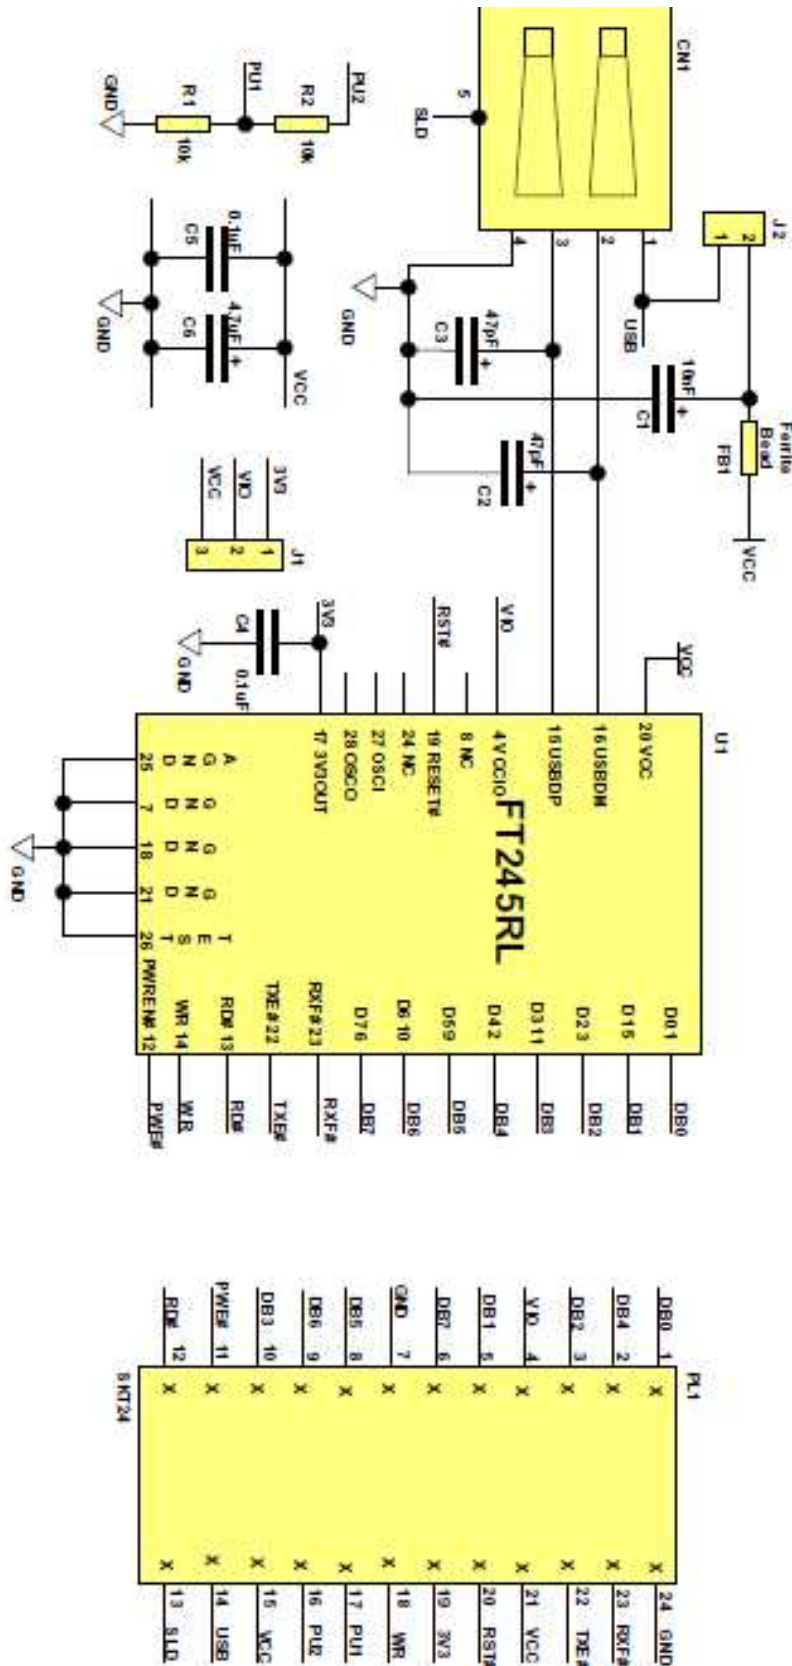 CN1
5
SLD
4
3
2
1
J2
1
2
USB
GND
C3
47pF
C1
10nF
+
C2
47pF
+
Ferrite
Bead
FB1
VCC
GND
R1
10k
PU1
R2
10k
PU2
0.1uF
C5
4.7uF
C6
+
GND
VCC
VCC
VIO
3V3
3
2
1
J1
3V3
C4
0.1uF
GND
RST#
VIO
VCC
U1
FT245RL
20 VCC
16 USBDM
15 USBDP
4 VCCIO
8 NC
19 RESET#
24 NC
27 OSCI
28 OSCO
17 3V3OUT
25 AGND
7 GND
18 GND
21 GND
26 TEST
GND
D0 1
D1 5
D2 3
D3 11
D4 2
D5 9
D6 10
D7 6
RXF# 23
TXE# 22
RD# 13
WR 14
PWREN# 12
DB0
DB1
DB2
DB3
DB4
DB5
DB6
DB7
RXF#
TXE#
RD#
WR
PWE#
PL1
DB0 1
DB4 2
DB2 3
VIO 4
DB1 5
DB7 6
GND 7
DB5 8
DB6 9
DB3 10
PWE# 11
RD# 12
24 GND
23 RXF#
22 TXE#
21 VCC
20 RST#
19 3V3
18 WR
17 PU1
16 PU2
15 VCC
14 USB
13 SLD
SKT24